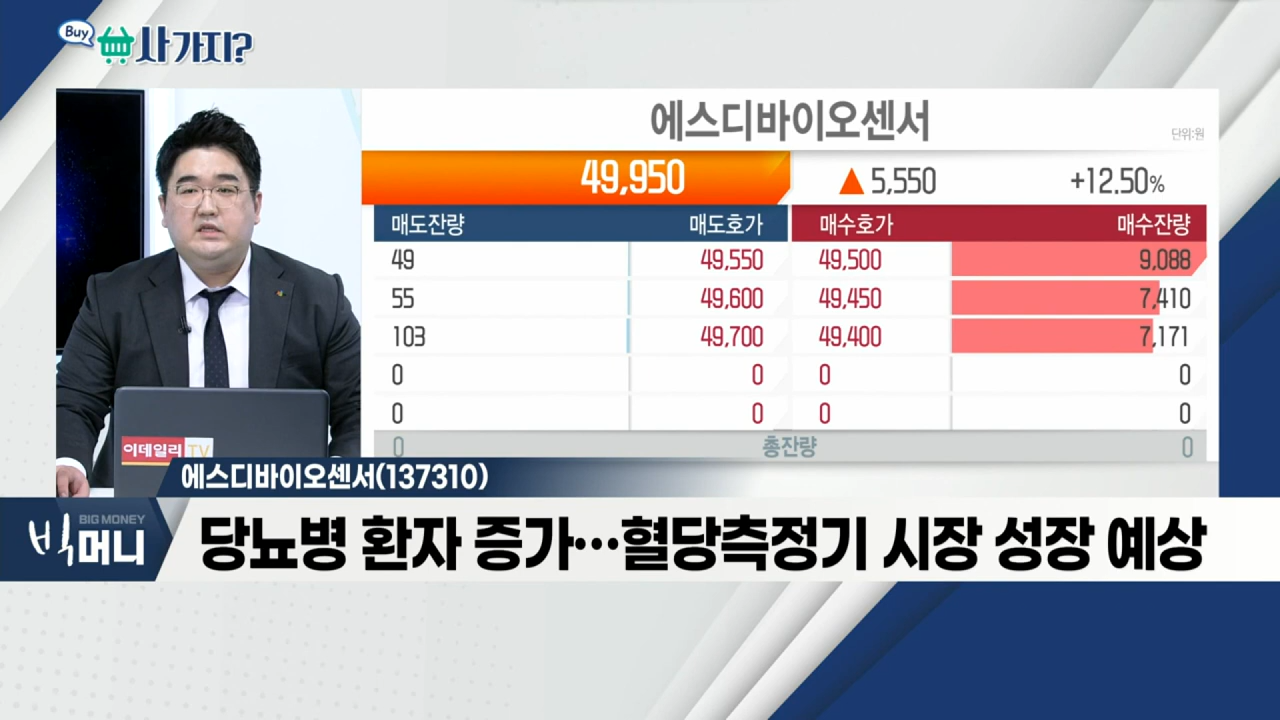 Buy
사가지?
에스디바이오센서
단위:원
49,950 ▲ 5,550 +12.50%
매도잔량 매도호가 매수호가 매수잔량
49 49,550 49,500 9,088
55 49,600 49,450 7,410
103 49,700 49,400 7,171
0 0 0 0
0 0 0 0
0 총잔량 0
이데일리 TV
에스디바이오센서(137310)
BIG MONEY
빅머니
당뇨병 환자 증가…혈당측정기 시장 성장 예상